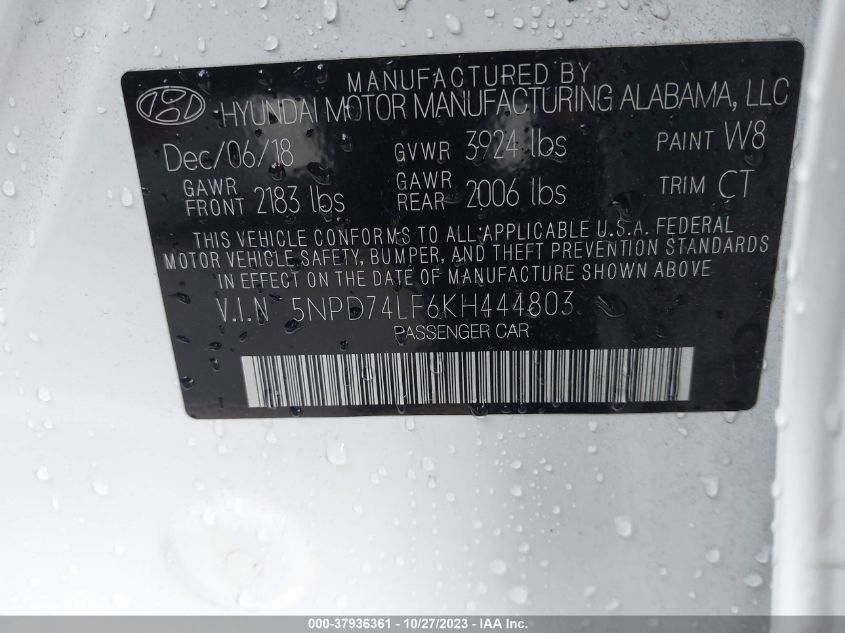 MANUFACTURED BY
HYUNDAI MOTOR MANUFACTURING ALABAMA, LLC
Dec/06/18 GVWR 3924 lbs PAINT W8
GAWR FRONT 2183 lbs GAWR REAR 2006 lbs TRIM CT
THIS VEHICLE CONFORMS TO ALL APPLICABLE U.S.A. FEDERAL
MOTOR VEHICLE SAFETY, BUMPER, AND THEFT PREVENTION STANDARDS
IN EFFECT ON THE DATE OF MANUFACTURE SHOWN ABOVE
V.I.N 5NPD74LF6KH444803
PASSENGER CAR
1
000-37936361 - 10/27/2023 - IAA Inc.